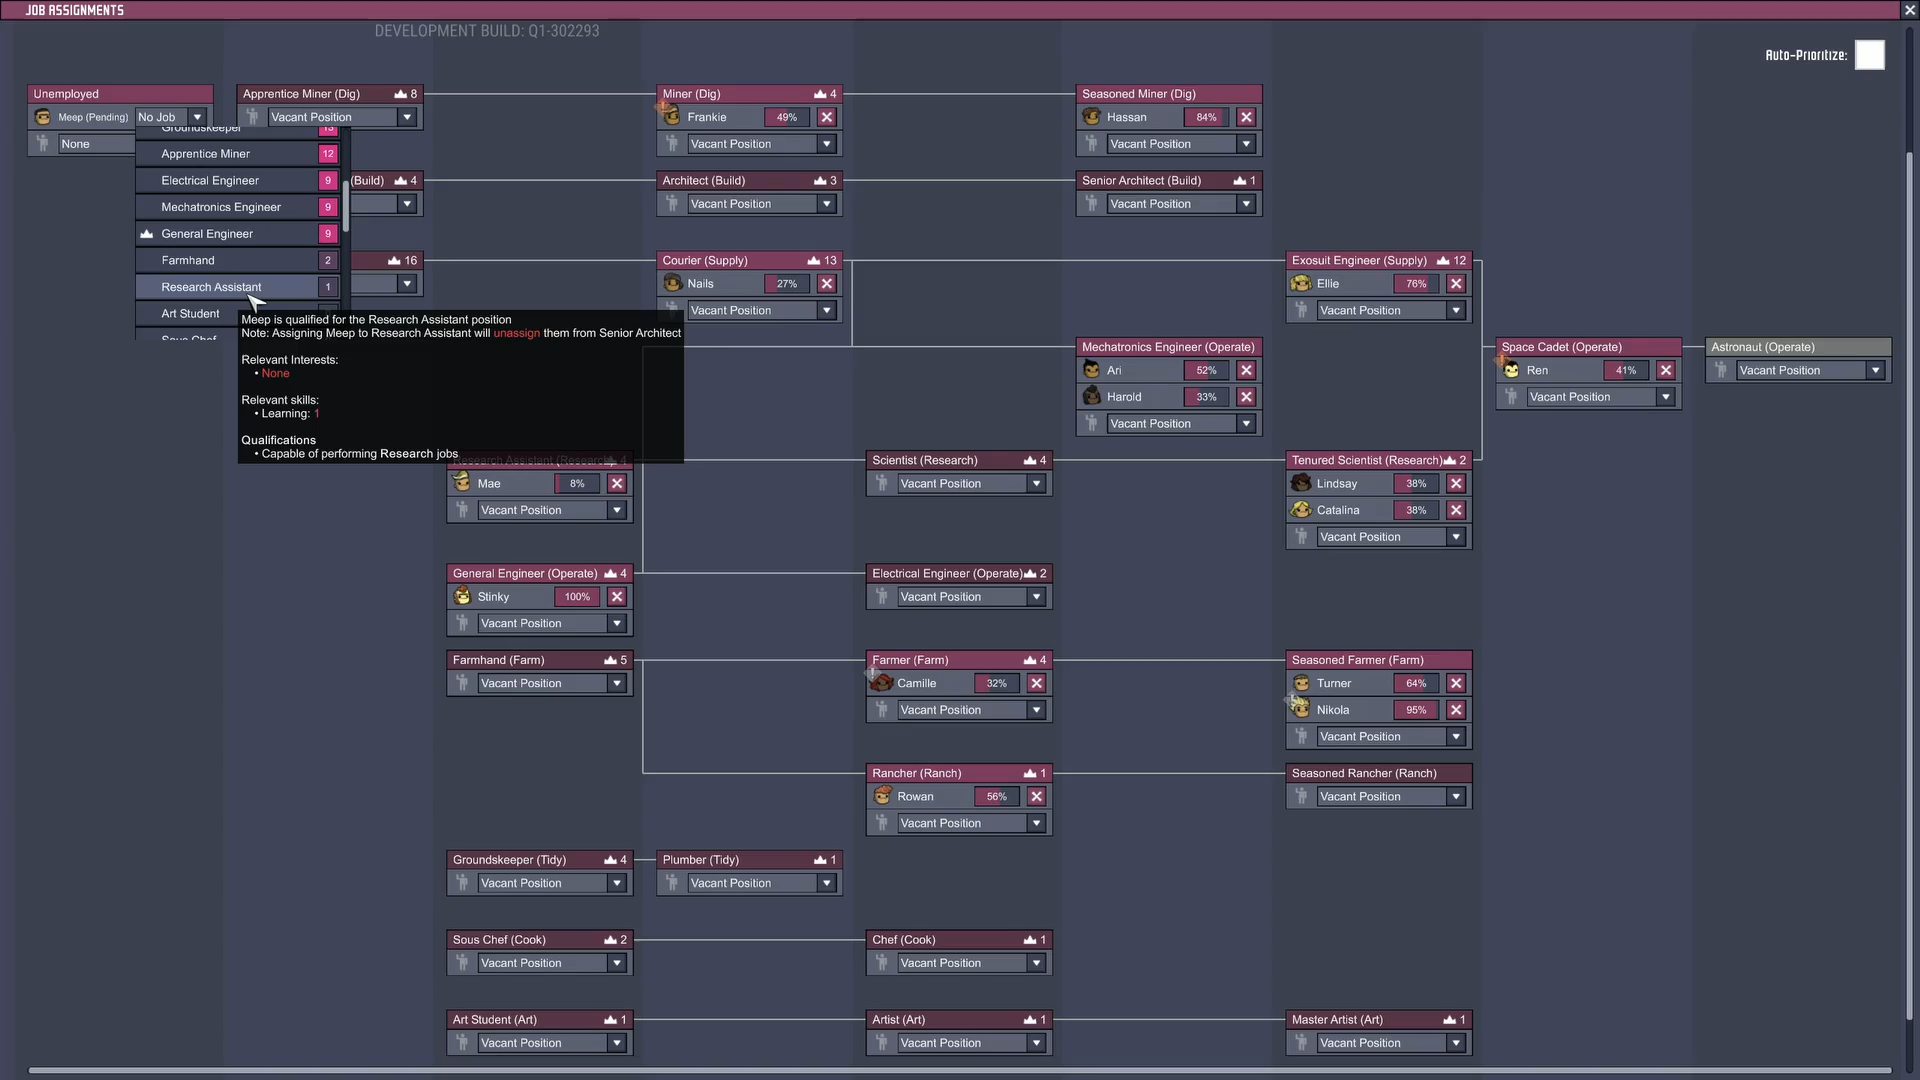 JOB ASSIGNMENTS
DEVELOPMENT BUILD: Q1-302293
Auto-Prioritize:
Unemployed
Meep (Pending) No Job
None
Groundskeeper 13
Apprentice Miner 12
Electrical Engineer 9
Mechatronics Engineer 9
General Engineer 9
Farmhand 2
Research Assistant 1
Art Student
Sous Chef
Meep is qualified for the Research Assistant position
Note: Assigning Meep to Research Assistant will unassign them from Senior Architect
Relevant Interests:
• None
Relevant skills:
• Learning: 1
Qualifications
• Capable of performing Research jobs
Apprentice Miner (Dig) 8
Vacant Position
Miner (Dig) 4
Frankie 49%
Vacant Position
Seasoned Miner (Dig)
Hassan 84%
Vacant Position
(Build) 4
Architect (Build) 3
Vacant Position
Senior Architect (Build) 1
Vacant Position
16
Courier (Supply) 13
Nails 27%
Vacant Position
Exosuit Engineer (Supply) 12
Ellie 76%
Vacant Position
Mechatronics Engineer (Operate)
Ari 52%
Harold 33%
Vacant Position
Space Cadet (Operate)
Ren 41%
Vacant Position
Astronaut (Operate)
Vacant Position
Research Assistant (Research) 4
Mae 8%
Vacant Position
Scientist (Research) 4
Vacant Position
Tenured Scientist (Research) 2
Lindsay 38%
Catalina 38%
Vacant Position
General Engineer (Operate) 4
Stinky 100%
Vacant Position
Electrical Engineer (Operate) 2
Vacant Position
Farmhand (Farm) 5
Vacant Position
Farmer (Farm) 4
Camille 32%
Vacant Position
Seasoned Farmer (Farm)
Turner 64%
Nikola 95%
Vacant Position
Rancher (Ranch) 1
Rowan 56%
Vacant Position
Seasoned Rancher (Ranch)
Vacant Position
Groundskeeper (Tidy) 4
Vacant Position
Plumber (Tidy) 1
Vacant Position
Sous Chef (Cook) 2
Vacant Position
Chef (Cook) 1
Vacant Position
Art Student (Art) 1
Vacant Position
Artist (Art) 1
Vacant Position
Master Artist (Art) 1
Vacant Position